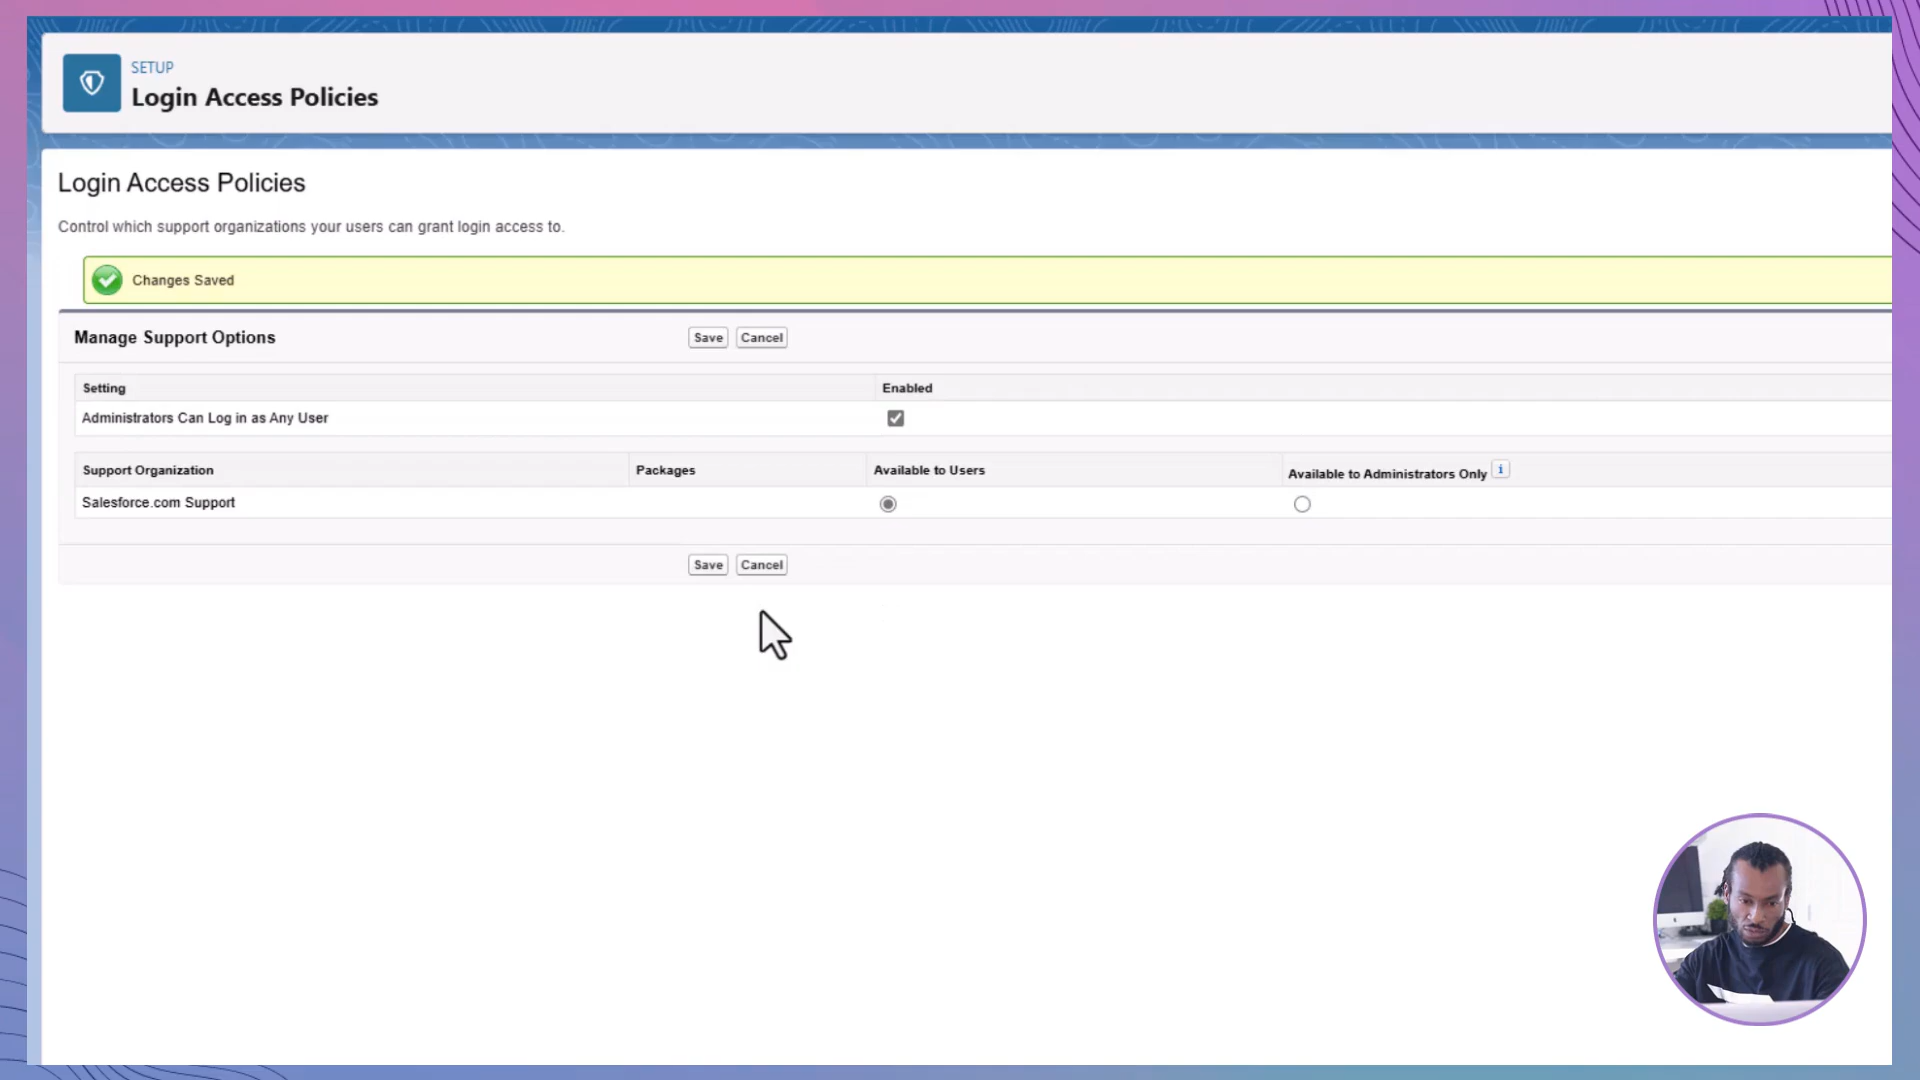 SETUP
Login Access Policies
Login Access Policies
Control which support organizations your users can grant login access to.
Changes Saved
Manage Support Options Save Cancel
Setting Enabled
Administrators Can Log in as Any User
Support Organization Packages Available to Users Available to Administrators Only i
Salesforce.com Support
Save Cancel